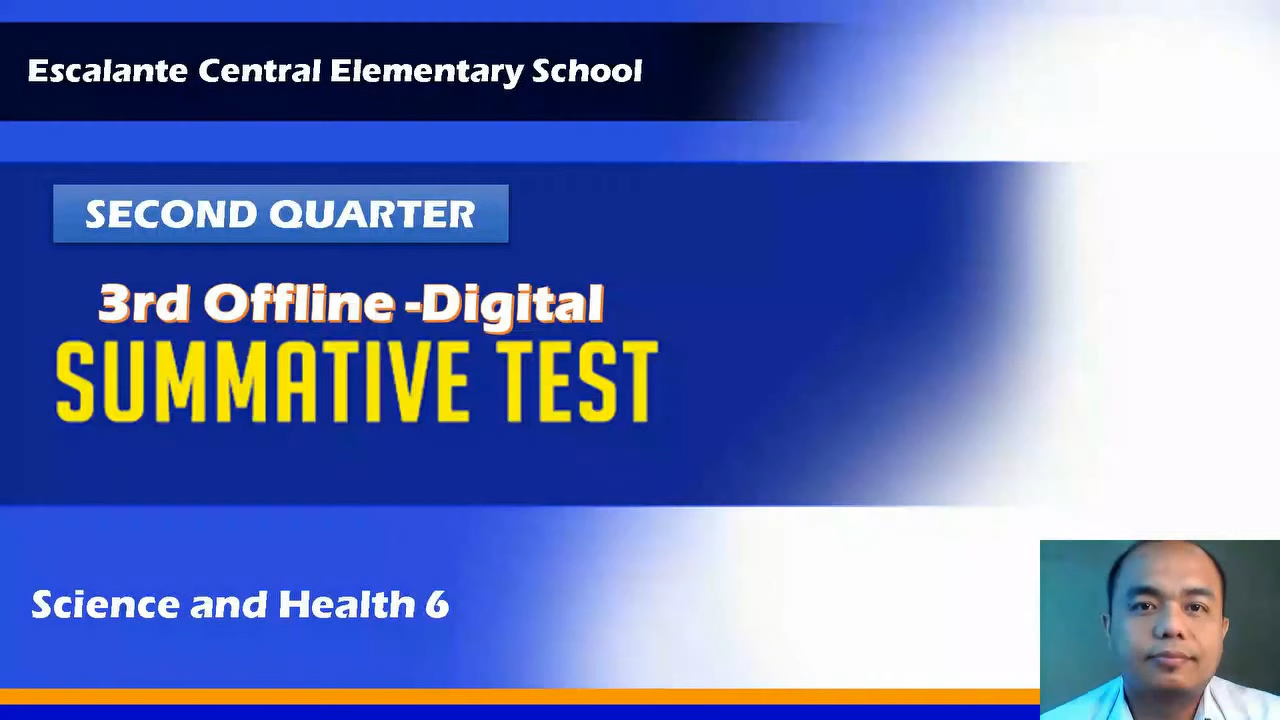 Escalante Central Elementary School
SECOND QUARTER
3rd Offline-Digital
SUMMATIVE TEST
Science and Health 6